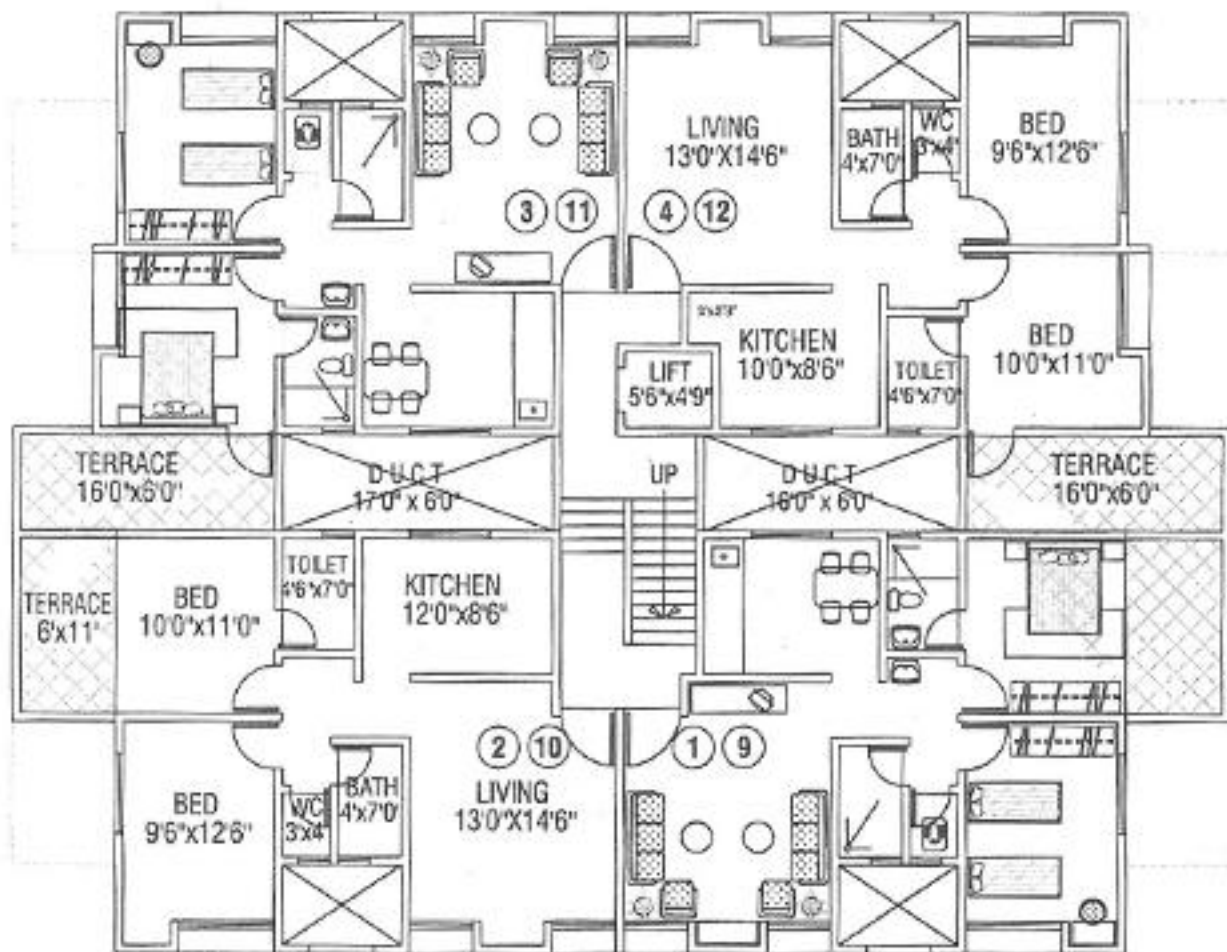 LIVING
13'0"X14'6"
BATH
4'x7'0"
WC
3'x4'
BED
9'6"x12'6"
3 11
4 12
KITCHEN
10'0"x8'6"
BED
10'0"x11'0"
LIFT
5'6"x4'9"
TOILET
4'6"x7'0"
TERRACE
16'0"x6'0"
DUCT
17'0" x 6'0"
UP
DUCT
16'0" x 6'0"
TERRACE
16'0"x6'0"
TERRACE
6'x11'
BED
10'0"x11'0"
TOILET
4'6"x7'0"
KITCHEN
12'0"x8'6"
2 10
1 9
BED
9'6"x12'6"
WC
3'x4'
BATH
4'x7'0"
LIVING
13'0"X14'6"